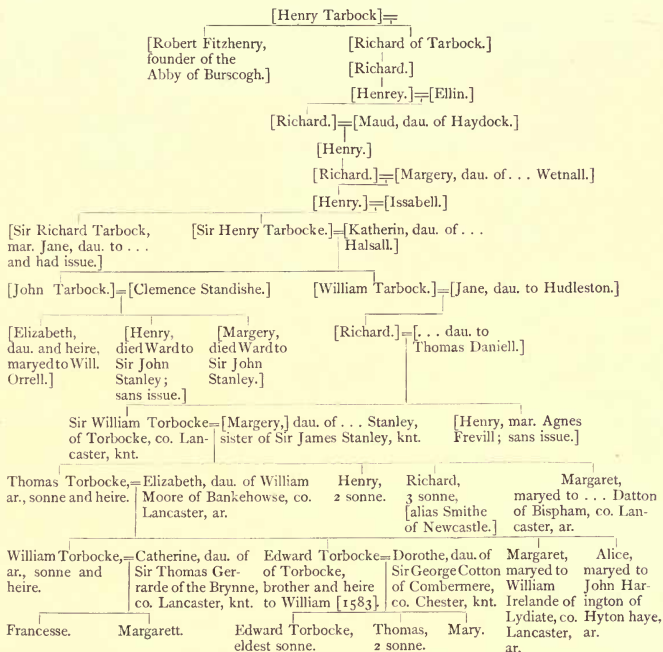 [Henry Tarbock]=
[Robert Fitzhenry,
founder of the
Abby of Burscogh.]
[Richard of Tarbock.]
[Richard.]
[Henrey.]=[Ellin.]
[Richard.]=[Maud, dau. of Haydock.]
[Henry.]
[Richard.]=[Margery, dau. of . . . Wetnall.]
[Henry.]=[Issabell.]
[Sir Richard Tarbock,
mar. Jane, dau. to . . .
and had issue.]
[Sir Henry Tarbocke.]=[Katherin, dau. of . . .
Halsall.]
[John Tarbock.]=[Clemence Standishe.]
[William Tarbock.]=[Jane, dau. to Hudleston.]
[Elizabeth,
dau. and heire,
maryed to Will.
Orrell.]
[Henry,
died Ward to
Sir John
Stanley;
sans issue.]
[Margery,
died Ward to
Sir John
Stanley.]
[Richard.]=[. . . dau. to
Thomas Daniell.]
Sir William Torbocke=[Margery,] dau. of . . . Stanley,
of Torbocke, co. Lan- sister of Sir James Stanley, knt.
caster, knt.
[Henry, mar. Agnes
Frevill; sans issue.]
Thomas Torbocke,=Elizabeth, dau. of William
ar., sonne and heire. Moore of Bankehowse, co.
Lancaster, ar.
Henry,
2 sonne.
Richard,
3 sonne,
[alias Smithe
of Newcastle.]
Margaret,
maryed to . . . Datton
of Bispham, co. Lan-
caster, ar.
William Torbocke,=Catherine, dau. of
ar., sonne and Sir Thomas Ger-
heire. rarde of the Brynne,
co. Lancaster, knt.
Edward Torbocke=Dorothe, dau. of
of Torbocke, Sir George Cotton
brother and heire of Combermere,
to William [1583]. co. Chester, knt.
Margaret,
maryed to
William
Irelande of
Lydiate, co.
Lancaster,
ar.
Alice,
maryed to
John Har-
ington of
Hyton haye,
ar.
Francesse.
Margarett.
Edward Torbocke,
eldest sonne.
Thomas,
2 sonne.
Mary.